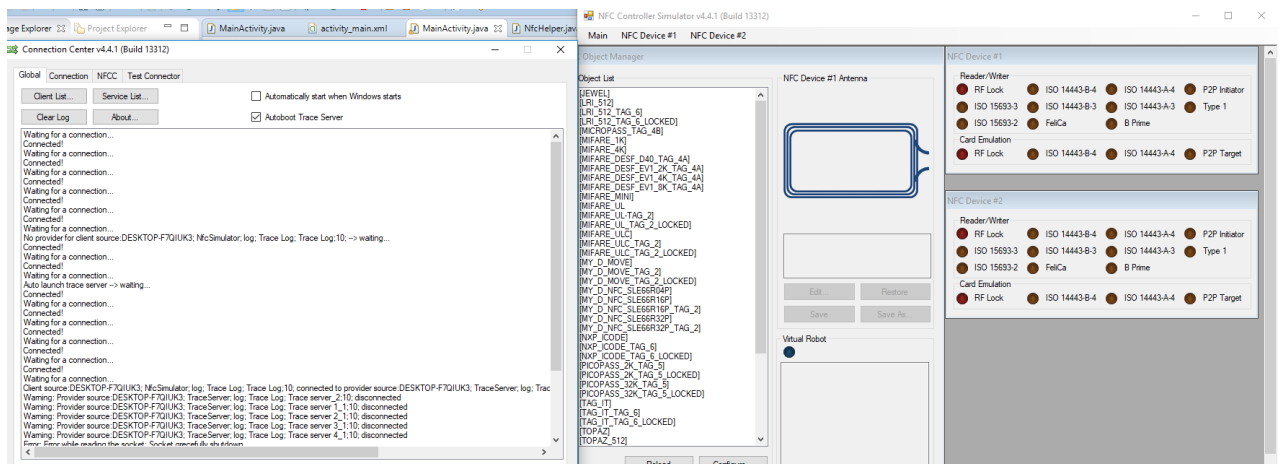 age Explorer
Project Explorer
MainActivity.java
activity_main.xml
MainActivity.java
NfcHelper.jav
Connection Center v4.4.1 (Build 13312)
Global
Connection
NFCC
Test Connector
Client List...
Service List...
Automatically start when Windows starts
Clear Log
About...
Autoboot Trace Server
Waiting for a connection...
Connected!
Waiting for a connection...
Connected!
Waiting for a connection...
Connected!
Waiting for a connection...
Connected!
Waiting for a connection...
Connected!
Waiting for a connection...
No provider for client source:DESKTOP-F7QIUK3; NfcSimulator; log; Trace Log; Trace Log;10; --> waiting...
Connected!
Waiting for a connection...
Connected!
Waiting for a connection...
Auto launch trace server --> waiting...
Connected!
Waiting for a connection...
Connected!
Waiting for a connection...
Connected!
Waiting for a connection...
Connected!
Waiting for a connection...
Connected!
Waiting for a connection...
Client source:DESKTOP-F7QIUK3; NfcSimulator; log; Trace Log; Trace Log;10; connected to provider source:DESKTOP-F7QIUK3; TraceServer; log; Trac
Warning: Provider source:DESKTOP-F7QIUK3; TraceServer; log; Trace Log; Trace server_2;10; disconnected
Warning: Provider source:DESKTOP-F7QIUK3; TraceServer; log; Trace Log; Trace server 1_1;10; disconnected
Warning: Provider source:DESKTOP-F7QIUK3; TraceServer; log; Trace Log; Trace server 2_1;10; disconnected
Warning: Provider source:DESKTOP-F7QIUK3; TraceServer; log; Trace Log; Trace server 3_1;10; disconnected
Warning: Provider source:DESKTOP-F7QIUK3; TraceServer; log; Trace Log; Trace server 4_1;10; disconnected
Error: Error while reading the socket: Socket gracefully shutdown
NFC Controller Simulator v4.4.1 (Build 13312)
Main
NFC Device #1
NFC Device #2
Object Manager
Object List
[JEWEL]
[LRI_512]
[LRI_512_TAG_6]
[LRI_512_TAG_6_LOCKED]
[MICROPASS_TAG_4B]
[MIFARE_1K]
[MIFARE_4K]
[MIFARE_DESF_D40_TAG_4A]
[MIFARE_DESF_EV1_2K_TAG_4A]
[MIFARE_DESF_EV1_4K_TAG_4A]
[MIFARE_DESF_EV1_8K_TAG_4A]
[MIFARE_MINI]
[MIFARE_UL
[MIFARE_UL-TAG_2]
[MIFARE_UL_TAG_2_LOCKED]
[MIFARE_ULC]
[MIFARE_ULC_TAG_2]
[MIFARE_ULC_TAG_2_LOCKED]
[MY_D_MOVE]
[MY_D_MOVE_TAG_2]
[MY_D_MOVE_TAG_2_LOCKED]
[MY_D_NFC_SLE66R04P]
[MY_D_NFC_SLE66R16P]
[MY_D_NFC_SLE66R16P_TAG_2]
[MY_D_NFC_SLE66R32P]
[MY_D_NFC_SLE66R32P_TAG_2]
[NXP_ICODE]
[NXP_ICODE_TAG_6]
[NXP_ICODE_TAG_6_LOCKED]
[PICOPASS_2K_TAG_5]
[PICOPASS_2K_TAG_5_LOCKED]
[PICOPASS_32K_TAG_5]
[PICOPASS_32K_TAG_5_LOCKED]
[TAG_IT]
[TAG_IT_TAG_6]
[TAG_IT_TAG_6_LOCKED]
[TOPAZ]
[TOPAZ_512]
Reload
Configure
NFC Device #1 Antenna
Edit...
Restore
Save
Save As...
Virtual Robot
NFC Device #1
Reader/Writer
RF Lock
ISO 14443-B-4
ISO 14443-A-4
P2P Initiator
ISO 15693-3
ISO 14443-B-3
ISO 14443-A-3
Type 1
ISO 15693-2
FeliCa
B Prime
Card Emulation
RF Lock
ISO 14443-B-4
ISO 14443-A-4
P2P Target
NFC Device #2
Reader/Writer
RF Lock
ISO 14443-B-4
ISO 14443-A-4
P2P Initiator
ISO 15693-3
ISO 14443-B-3
ISO 14443-A-3
Type 1
ISO 15693-2
FeliCa
B Prime
Card Emulation
RF Lock
ISO 14443-B-4
ISO 14443-A-4
P2P Target